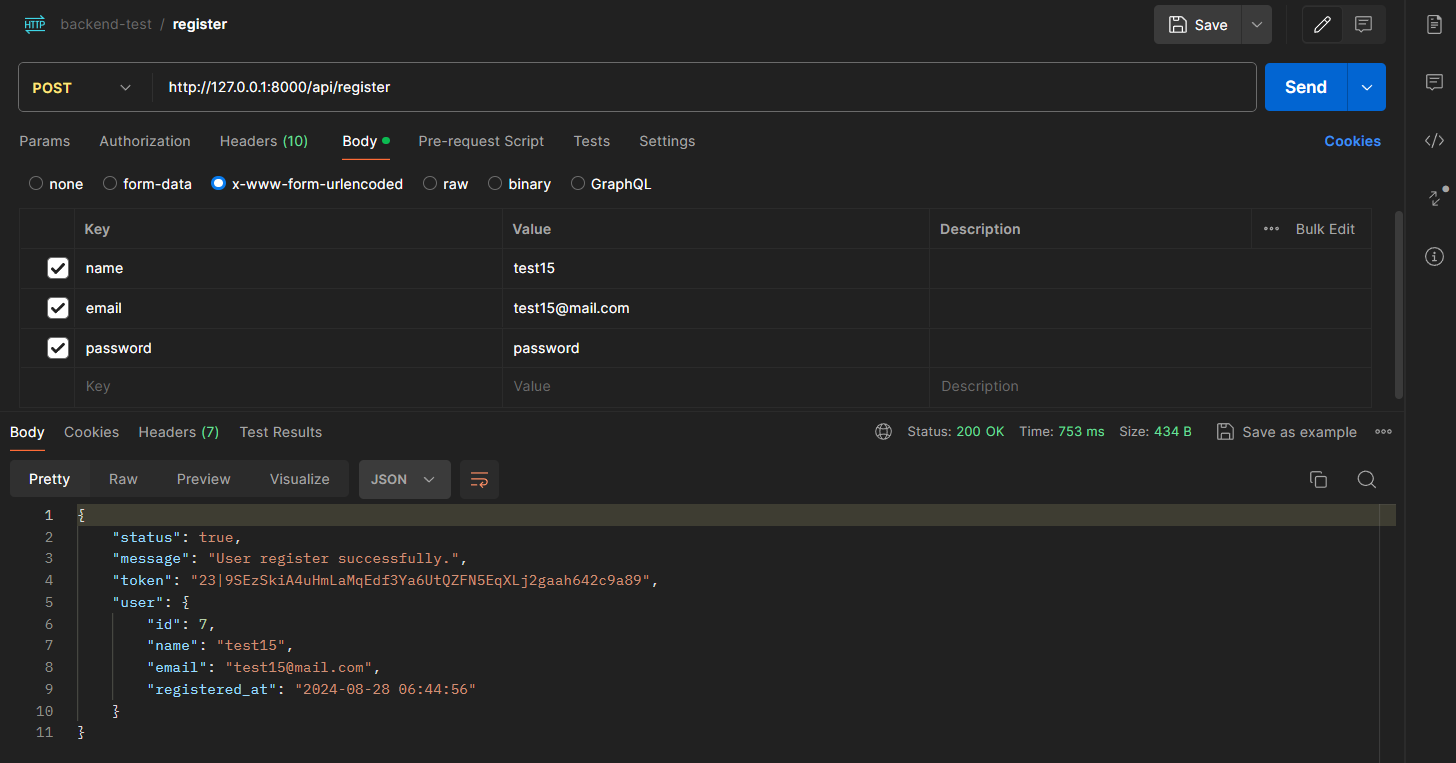 HTTP backend-test / register Save
POST http://127.0.0.1:8000/api/register Send
Params Authorization Headers (10) Body Pre-request Script Tests Settings Cookies
none form-data x-www-form-urlencoded raw binary GraphQL
Key Value Description Bulk Edit
name test15
email test15@mail.com
password password
Key Value Description
Body Cookies Headers (7) Test Results Status: 200 OK Time: 753 ms Size: 434 B Save as example
Pretty Raw Preview Visualize JSON
1 {
2 "status": true,
3 "message": "User register successfully.",
4 "token": "23|9SEzSkiA4uHmLaMqEdf3Ya6UtQZFN5EqXLj2gaah642c9a89",
5 "user": {
6 "id": 7,
7 "name": "test15",
8 "email": "test15@mail.com",
9 "registered_at": "2024-08-28 06:44:56"
10 }
11 }